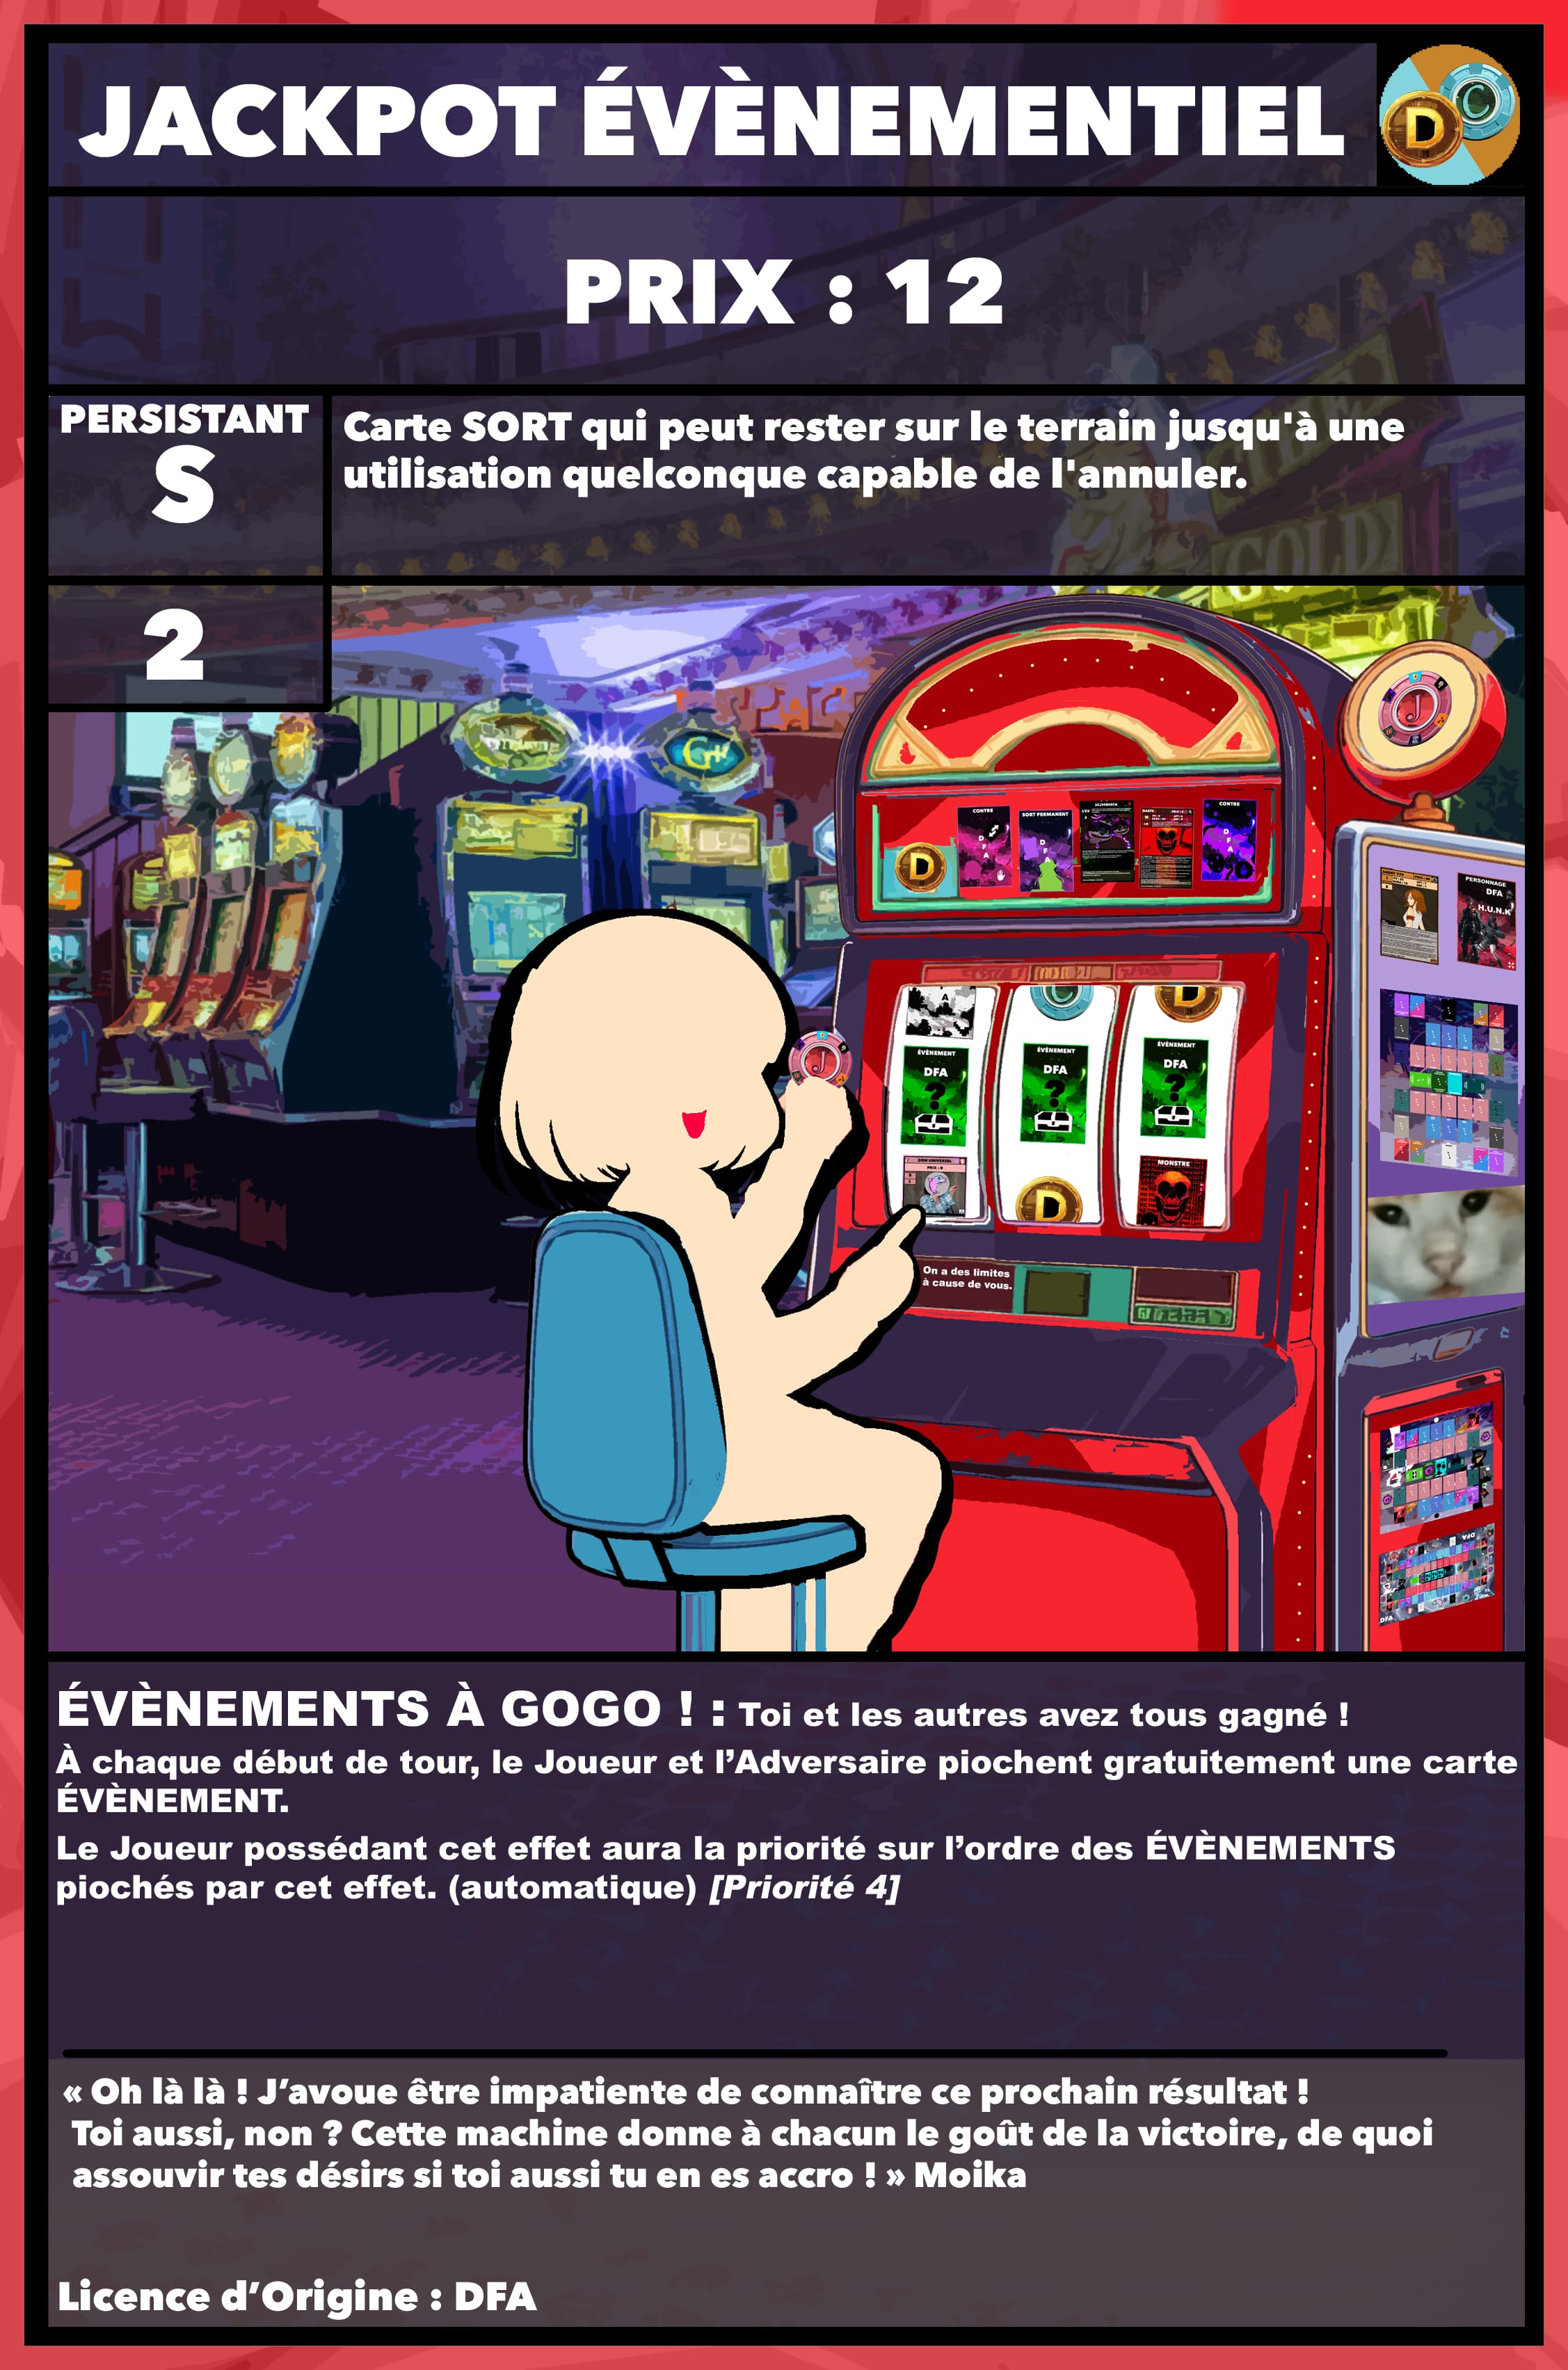 JACKPOT ÉVÈNEMENTIEL
D
C
PRIX : 12
PERSISTANT
S
Carte SORT qui peut rester sur le terrain jusqu'à une
utilisation quelconque capable de l'annuler.
2
GOLD
J
CONTRE
DFA
SORT PERMANENT
DFA
CONTRE
DFA
D
PERSONNAGE
DFA
H.U.N.K
A
C
D
ÉVÈNEMENT
DFA
?
ÉVÈNEMENT
DFA
?
ÉVÈNEMENT
DFA
?
J
D
MONSTRE
On a des limites
à cause de vous.
DFA
ÉVÈNEMENTS À GOGO ! : Toi et les autres avez tous gagné !
À chaque début de tour, le Joueur et l’Adversaire piochent gratuitement une carte
ÉVÈNEMENT.
Le Joueur possédant cet effet aura la priorité sur l’ordre des ÉVÈNEMENTS
piochés par cet effet. (automatique) [Priorité 4]
« Oh là là ! J’avoue être impatiente de connaître ce prochain résultat !
Toi aussi, non ? Cette machine donne à chacun le goût de la victoire, de quoi
assouvir tes désirs si toi aussi tu en es accro ! » Moika
Licence d’Origine : DFA